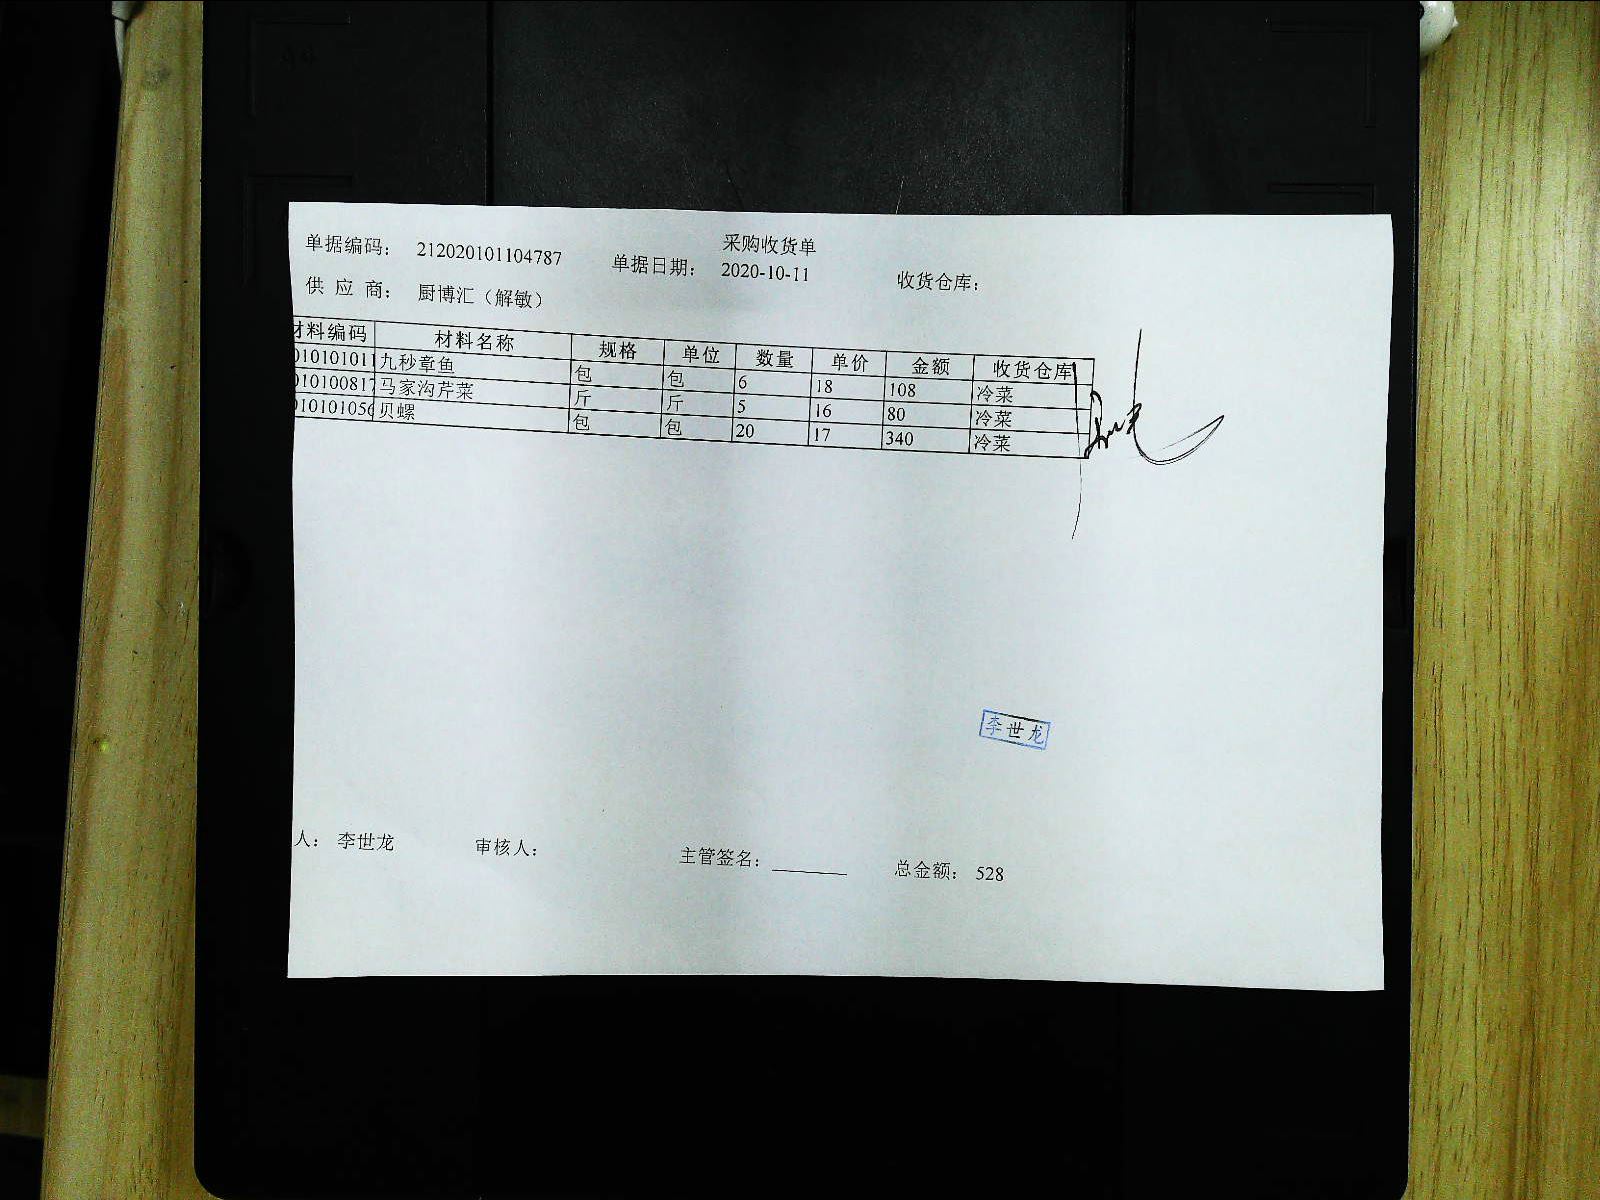 采购收货单
单据编码： 212020101104787 单据日期： 2020-10-11 收货仓库：
供 应 商： 厨博汇（解敏）
材料编码 材料名称 规格 单位 数量 单价 金额 收货仓库
010101011 九秒章鱼 包 包 6 18 108 冷菜
010100817 马家沟芹菜 斤 斤 5 16 80 冷菜
010101056 贝螺 包 包 20 17 340 冷菜
李世龙
人： 李世龙 审核人： 主管签名： 总金额： 528